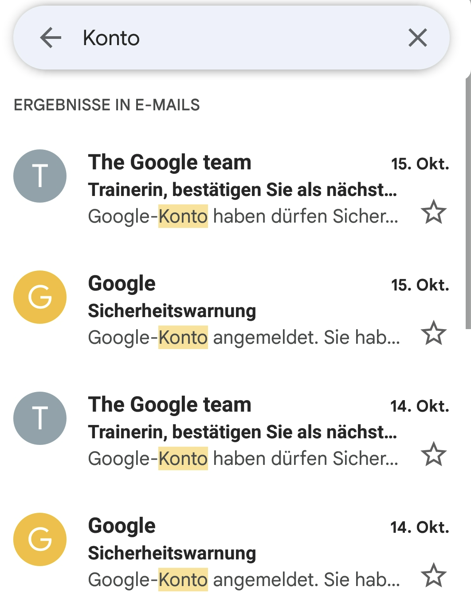 Konto
ERGEBNISSE IN E-MAILS
T
The Google team
15. Okt.
Trainerin, bestätigen Sie als nächst...
Google-Konto haben dürfen Sicher...
G
Google
15. Okt.
Sicherheitswarnung
Google-Konto angemeldet. Sie hab...
T
The Google team
14. Okt.
Trainerin, bestätigen Sie als nächst...
Google-Konto haben dürfen Sicher...
G
Google
14. Okt.
Sicherheitswarnung
Google-Konto angemeldet. Sie hab...